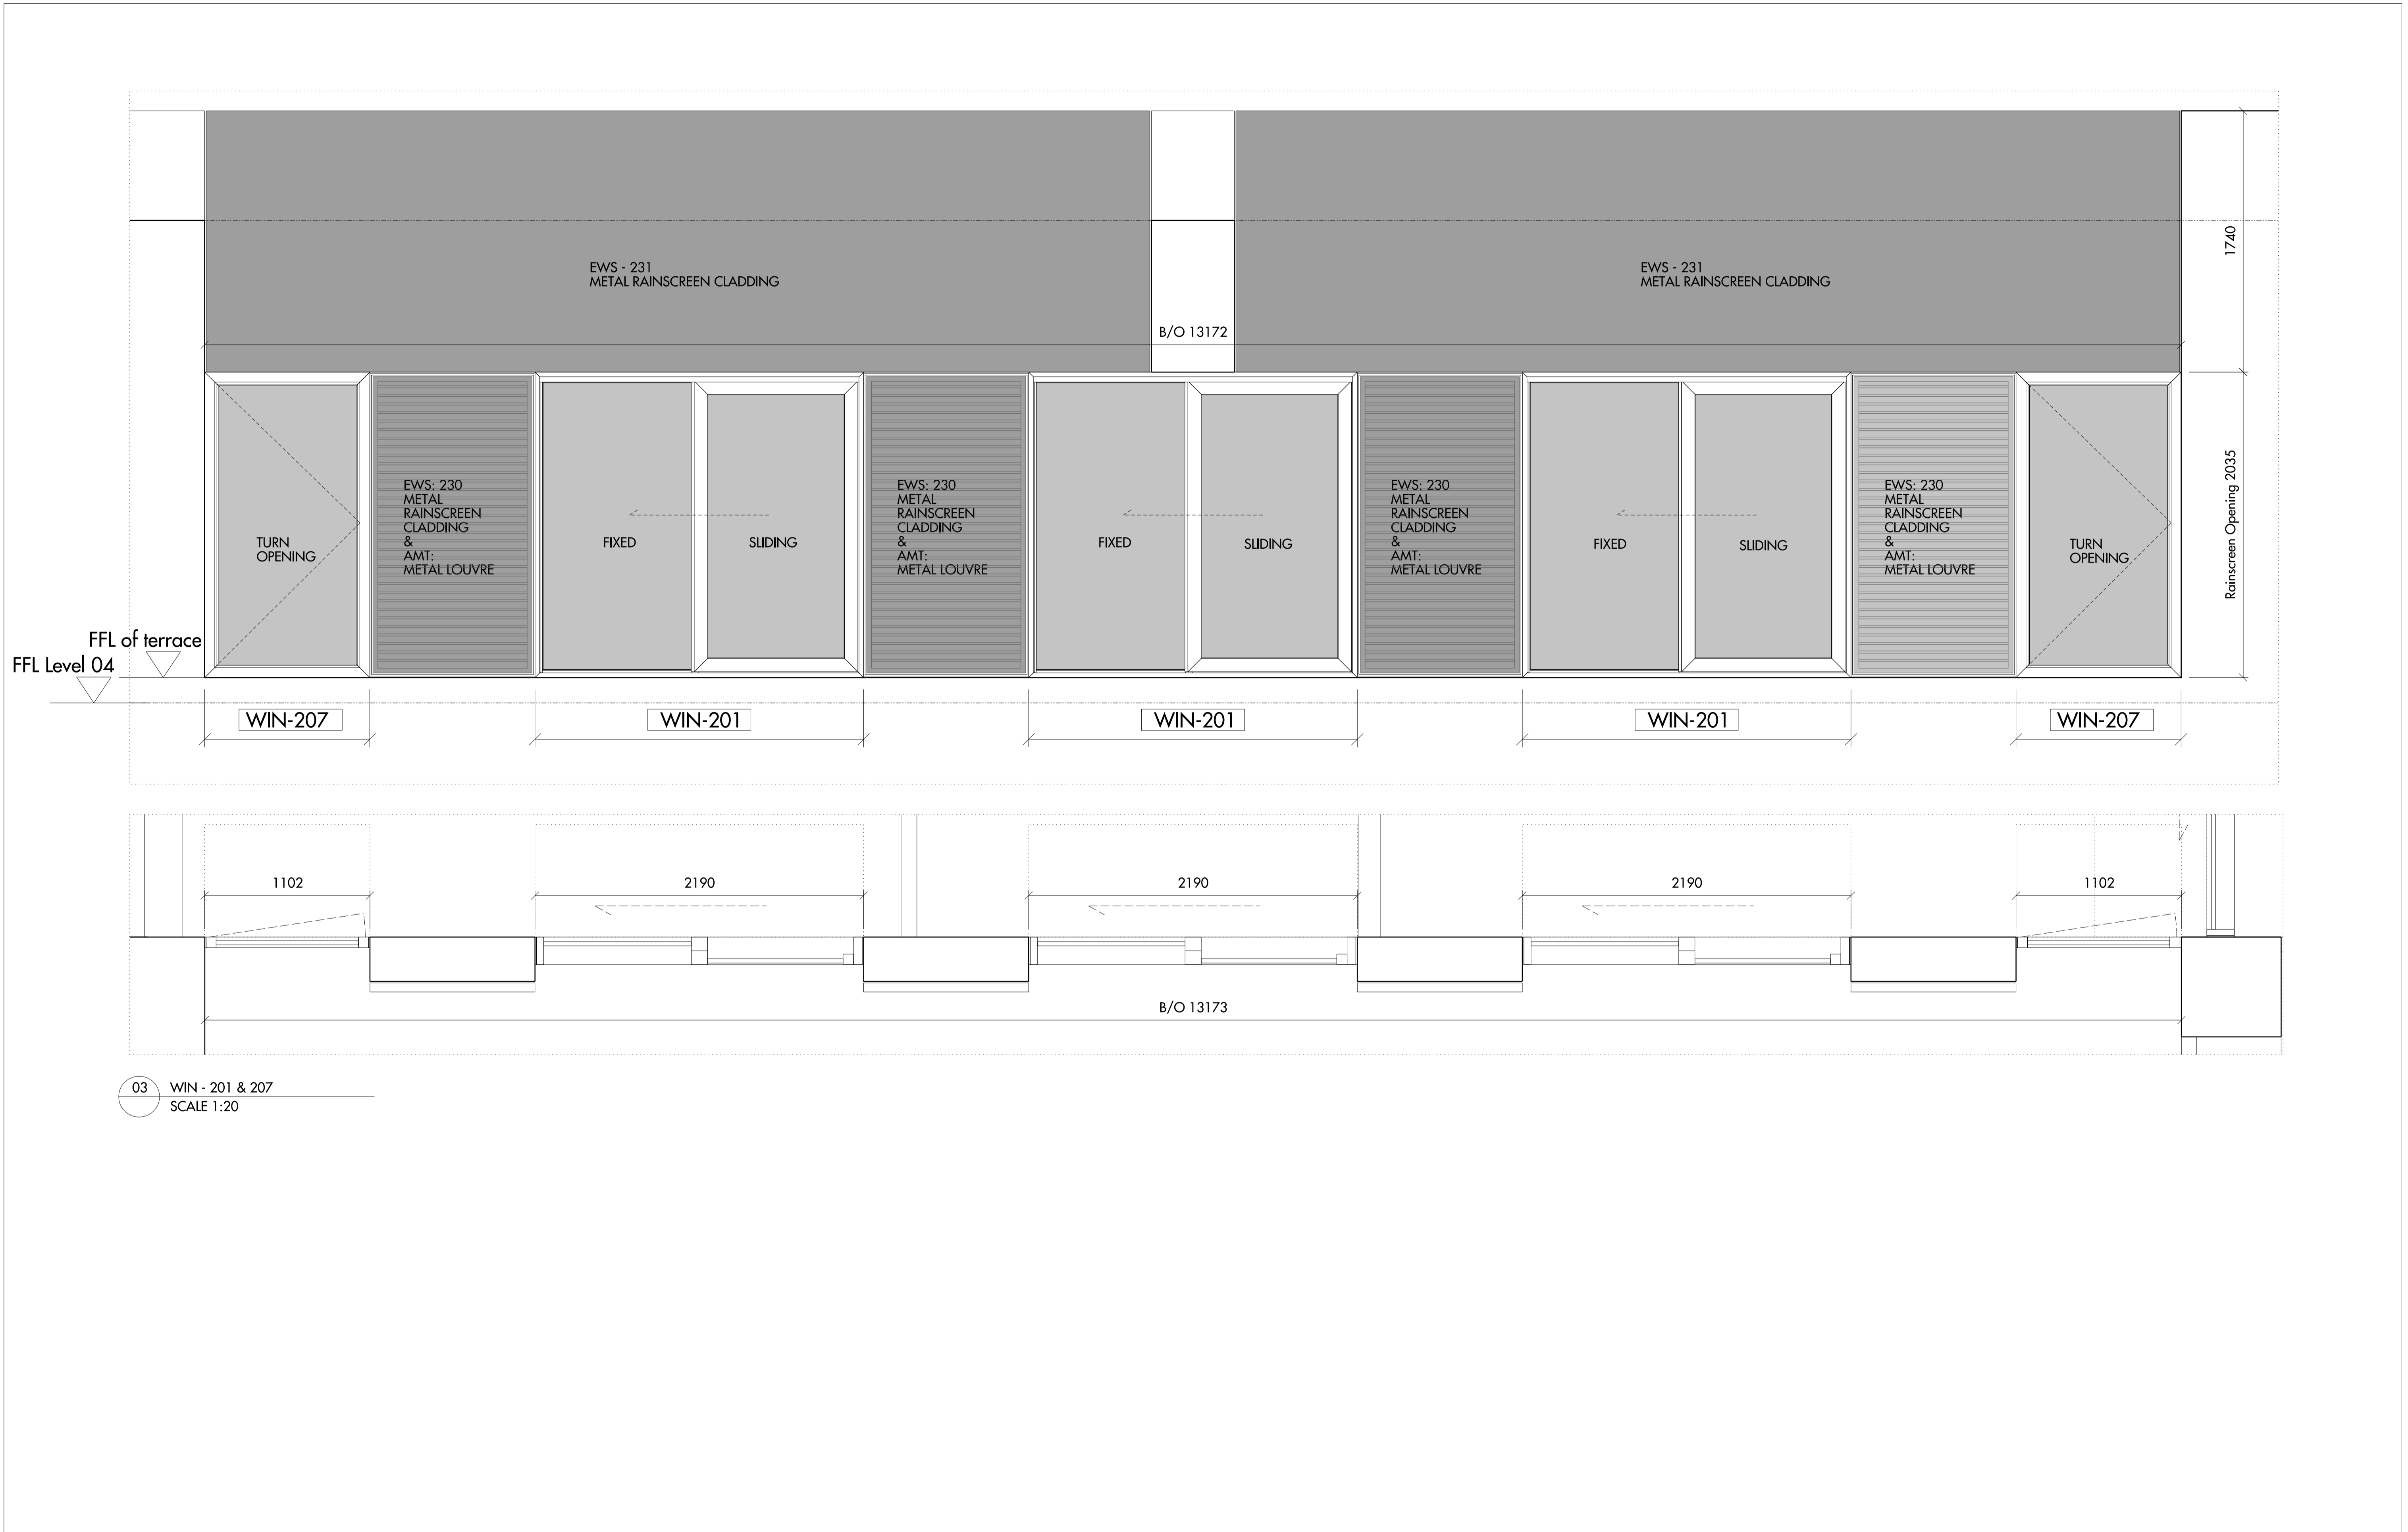 EWS - 231
METAL RAINSCREEN CLADDING
EWS - 231
METAL RAINSCREEN CLADDING
1740
B/O 13172
TURN
OPENING
EWS: 230
METAL
RAINSCREEN
CLADDING
&
AMT:
METAL LOUVRE
FIXED
SLIDING
EWS: 230
METAL
RAINSCREEN
CLADDING
&
AMT:
METAL LOUVRE
FIXED
SLIDING
EWS: 230
METAL
RAINSCREEN
CLADDING
&
AMT:
METAL LOUVRE
FIXED
SLIDING
EWS: 230
METAL
RAINSCREEN
CLADDING
&
AMT:
METAL LOUVRE
TURN
OPENING
Rainscreen Opening 2035
FFL of terrace
FFL Level 04
WIN-207
WIN-201
WIN-201
WIN-201
WIN-207
1102
2190
2190
2190
1102
B/O 13173
03
WIN - 201 & 207
SCALE 1:20